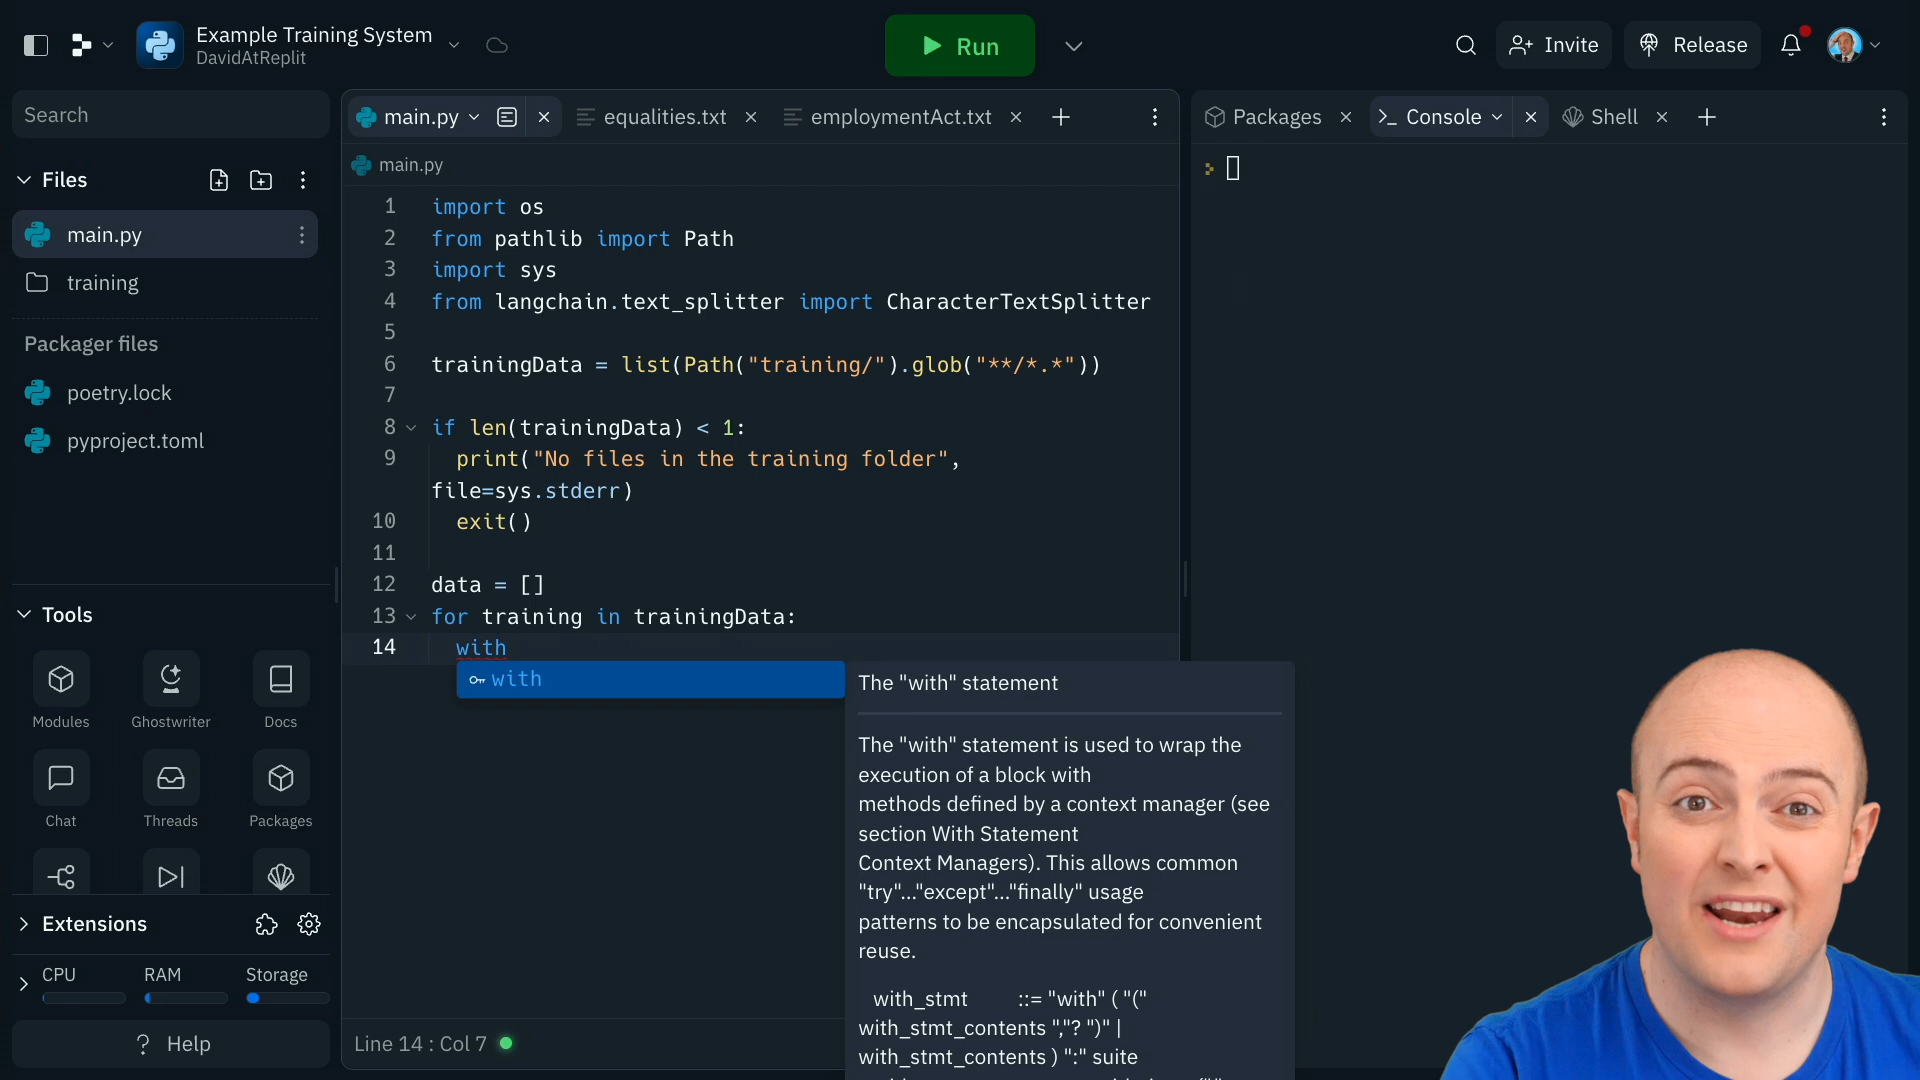 Example Training System
DavidAtReplit
Run
Invite
Release
Search
Files
main.py
training
Packager files
poetry.lock
pyproject.toml
Tools
Modules
Ghostwriter
Docs
Chat
Threads
Packages
Extensions
CPU
RAM
Storage
? Help
main.py
equalities.txt
employmentAct.txt
main.py
1 import os
2 from pathlib import Path
3 import sys
4 from langchain.text_splitter import CharacterTextSplitter
5
6 trainingData = list(Path("training/").glob("**/*.*"))
7
8 if len(trainingData) < 1:
9 print("No files in the training folder",
file=sys.stderr)
10 exit()
11
12 data = []
13 for training in trainingData:
14 with
with
The "with" statement
The "with" statement is used to wrap the
execution of a block with
methods defined by a context manager (see
section With Statement
Context Managers). This allows common
"try"..."except"..."finally" usage
patterns to be encapsulated for convenient
reuse.
with_stmt ::= "with" ( "("
with_stmt_contents ","? ")" |
with_stmt_contents ) ":" suite
Line 14 : Col 7
Packages
Console
Shell